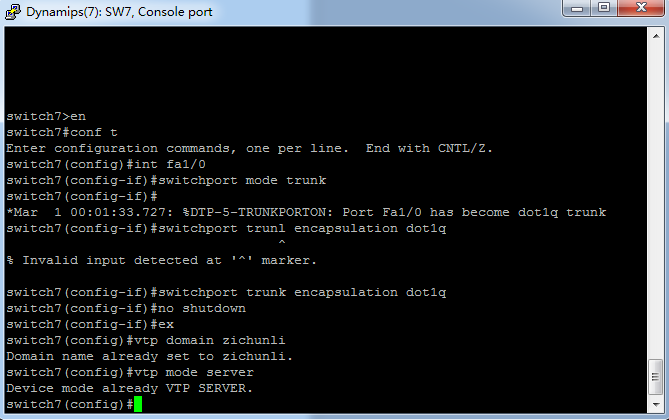 Dynamips(7): SW7, Console port
switch7>en
switch7#conf t
Enter configuration commands, one per line.  End with CNTL/Z.
switch7(config)#int fa1/0
switch7(config-if)#switchport mode trunk
switch7(config-if)#
*Mar  1 00:01:33.727: %DTP-5-TRUNKPORTON: Port Fa1/0 has become dot1q trunk
switch7(config-if)#switchport trunl encapsulation dot1q
                                  ^
% Invalid input detected at '^' marker.
switch7(config-if)#switchport trunk encapsulation dot1q
switch7(config-if)#no shutdown
switch7(config-if)#ex
switch7(config)#vtp domain zichunli
Domain name already set to zichunli.
switch7(config)#vtp mode server
Device mode already VTP SERVER.
switch7(config)#